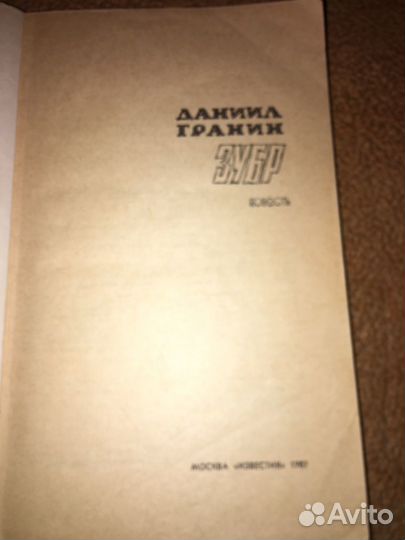 ДАНИИЛ
ГРАНИН
ЗУБР
ПОВЕСТЬ
МОСКВА «ИЗВЕСТИЯ» 1987
Avito